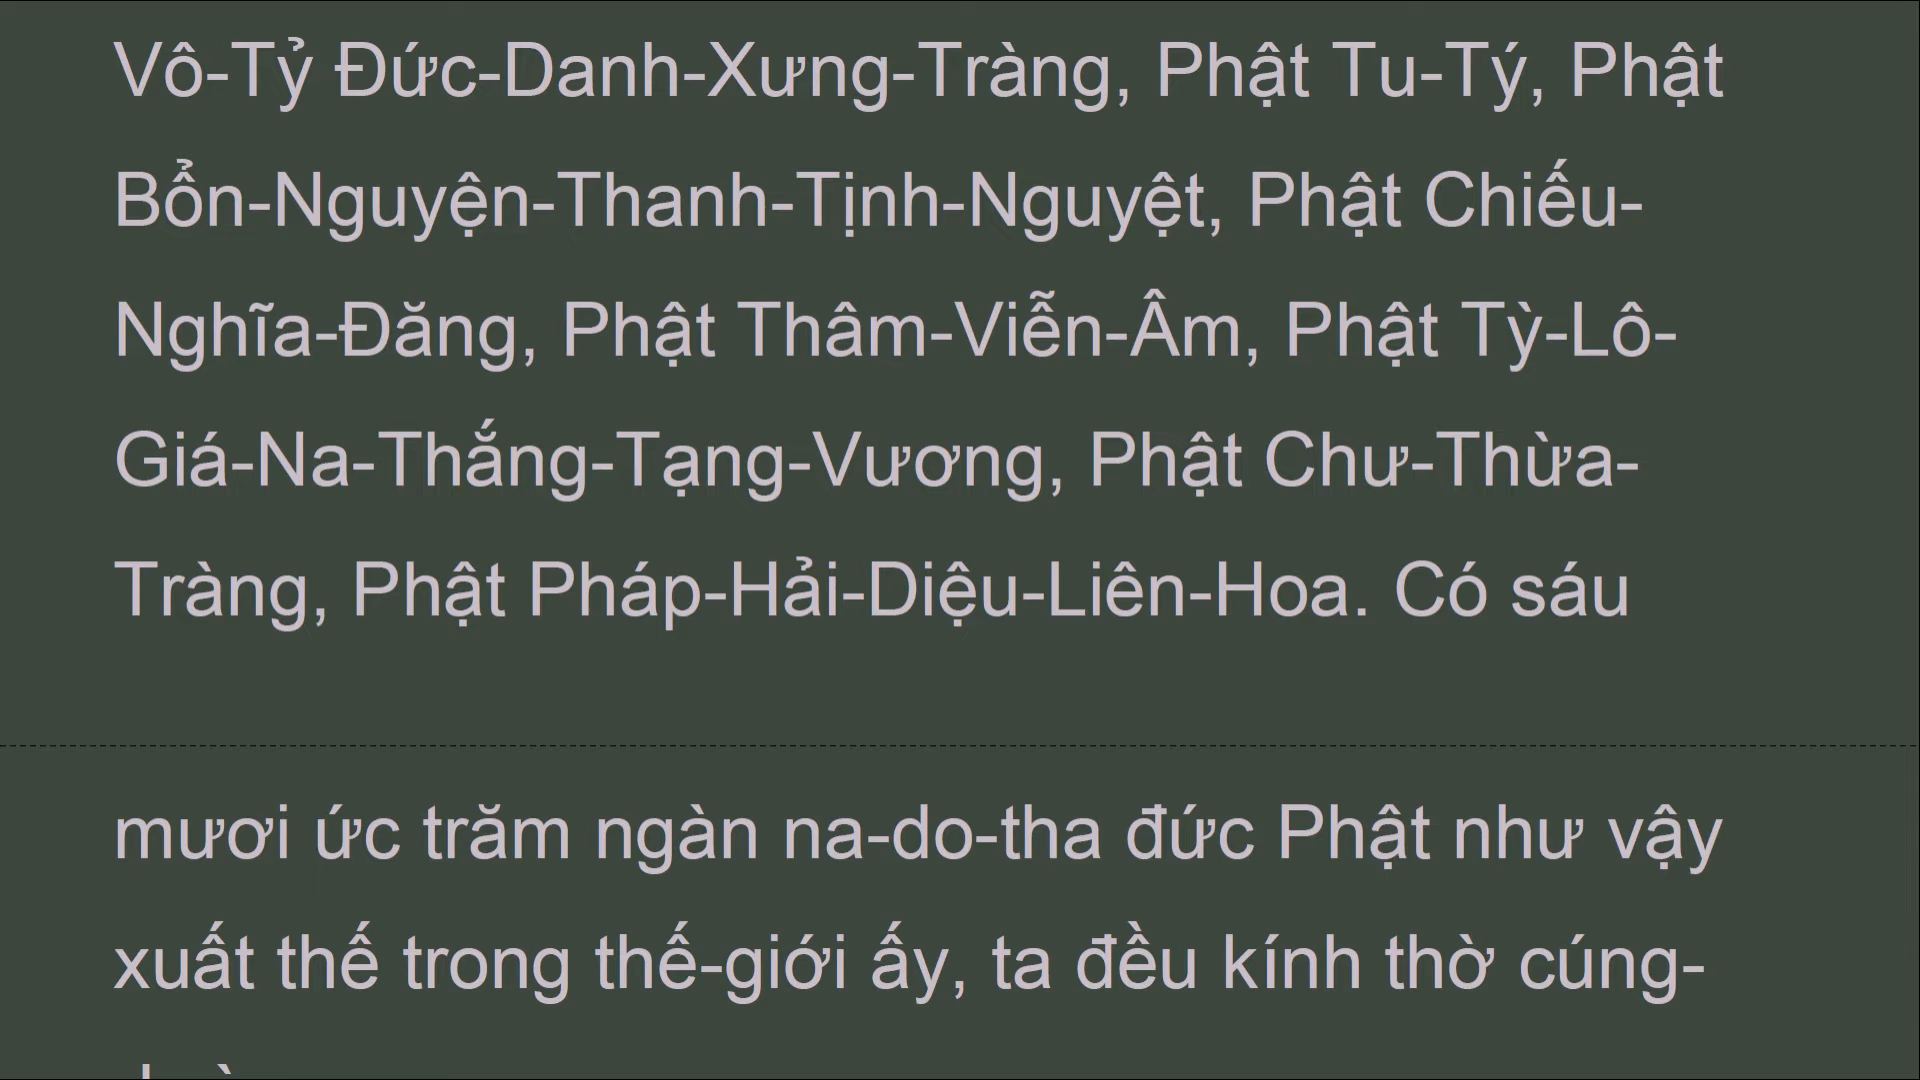 Vô-Tỷ Đức-Danh-Xưng-Tràng, Phật Tu-Tý, Phật
Bổn-Nguyện-Thanh-Tịnh-Nguyệt, Phật Chiếu-
Nghĩa-Đăng, Phật Thâm-Viễn-Âm, Phật Tỳ-Lô-
Giá-Na-Thắng-Tạng-Vương, Phật Chư-Thừa-
Tràng, Phật Pháp-Hải-Diệu-Liên-Hoa. Có sáu
mươi ức trăm ngàn na-do-tha đức Phật như vậy
xuất thế trong thế-giới ấy, ta đều kính thờ cúng-